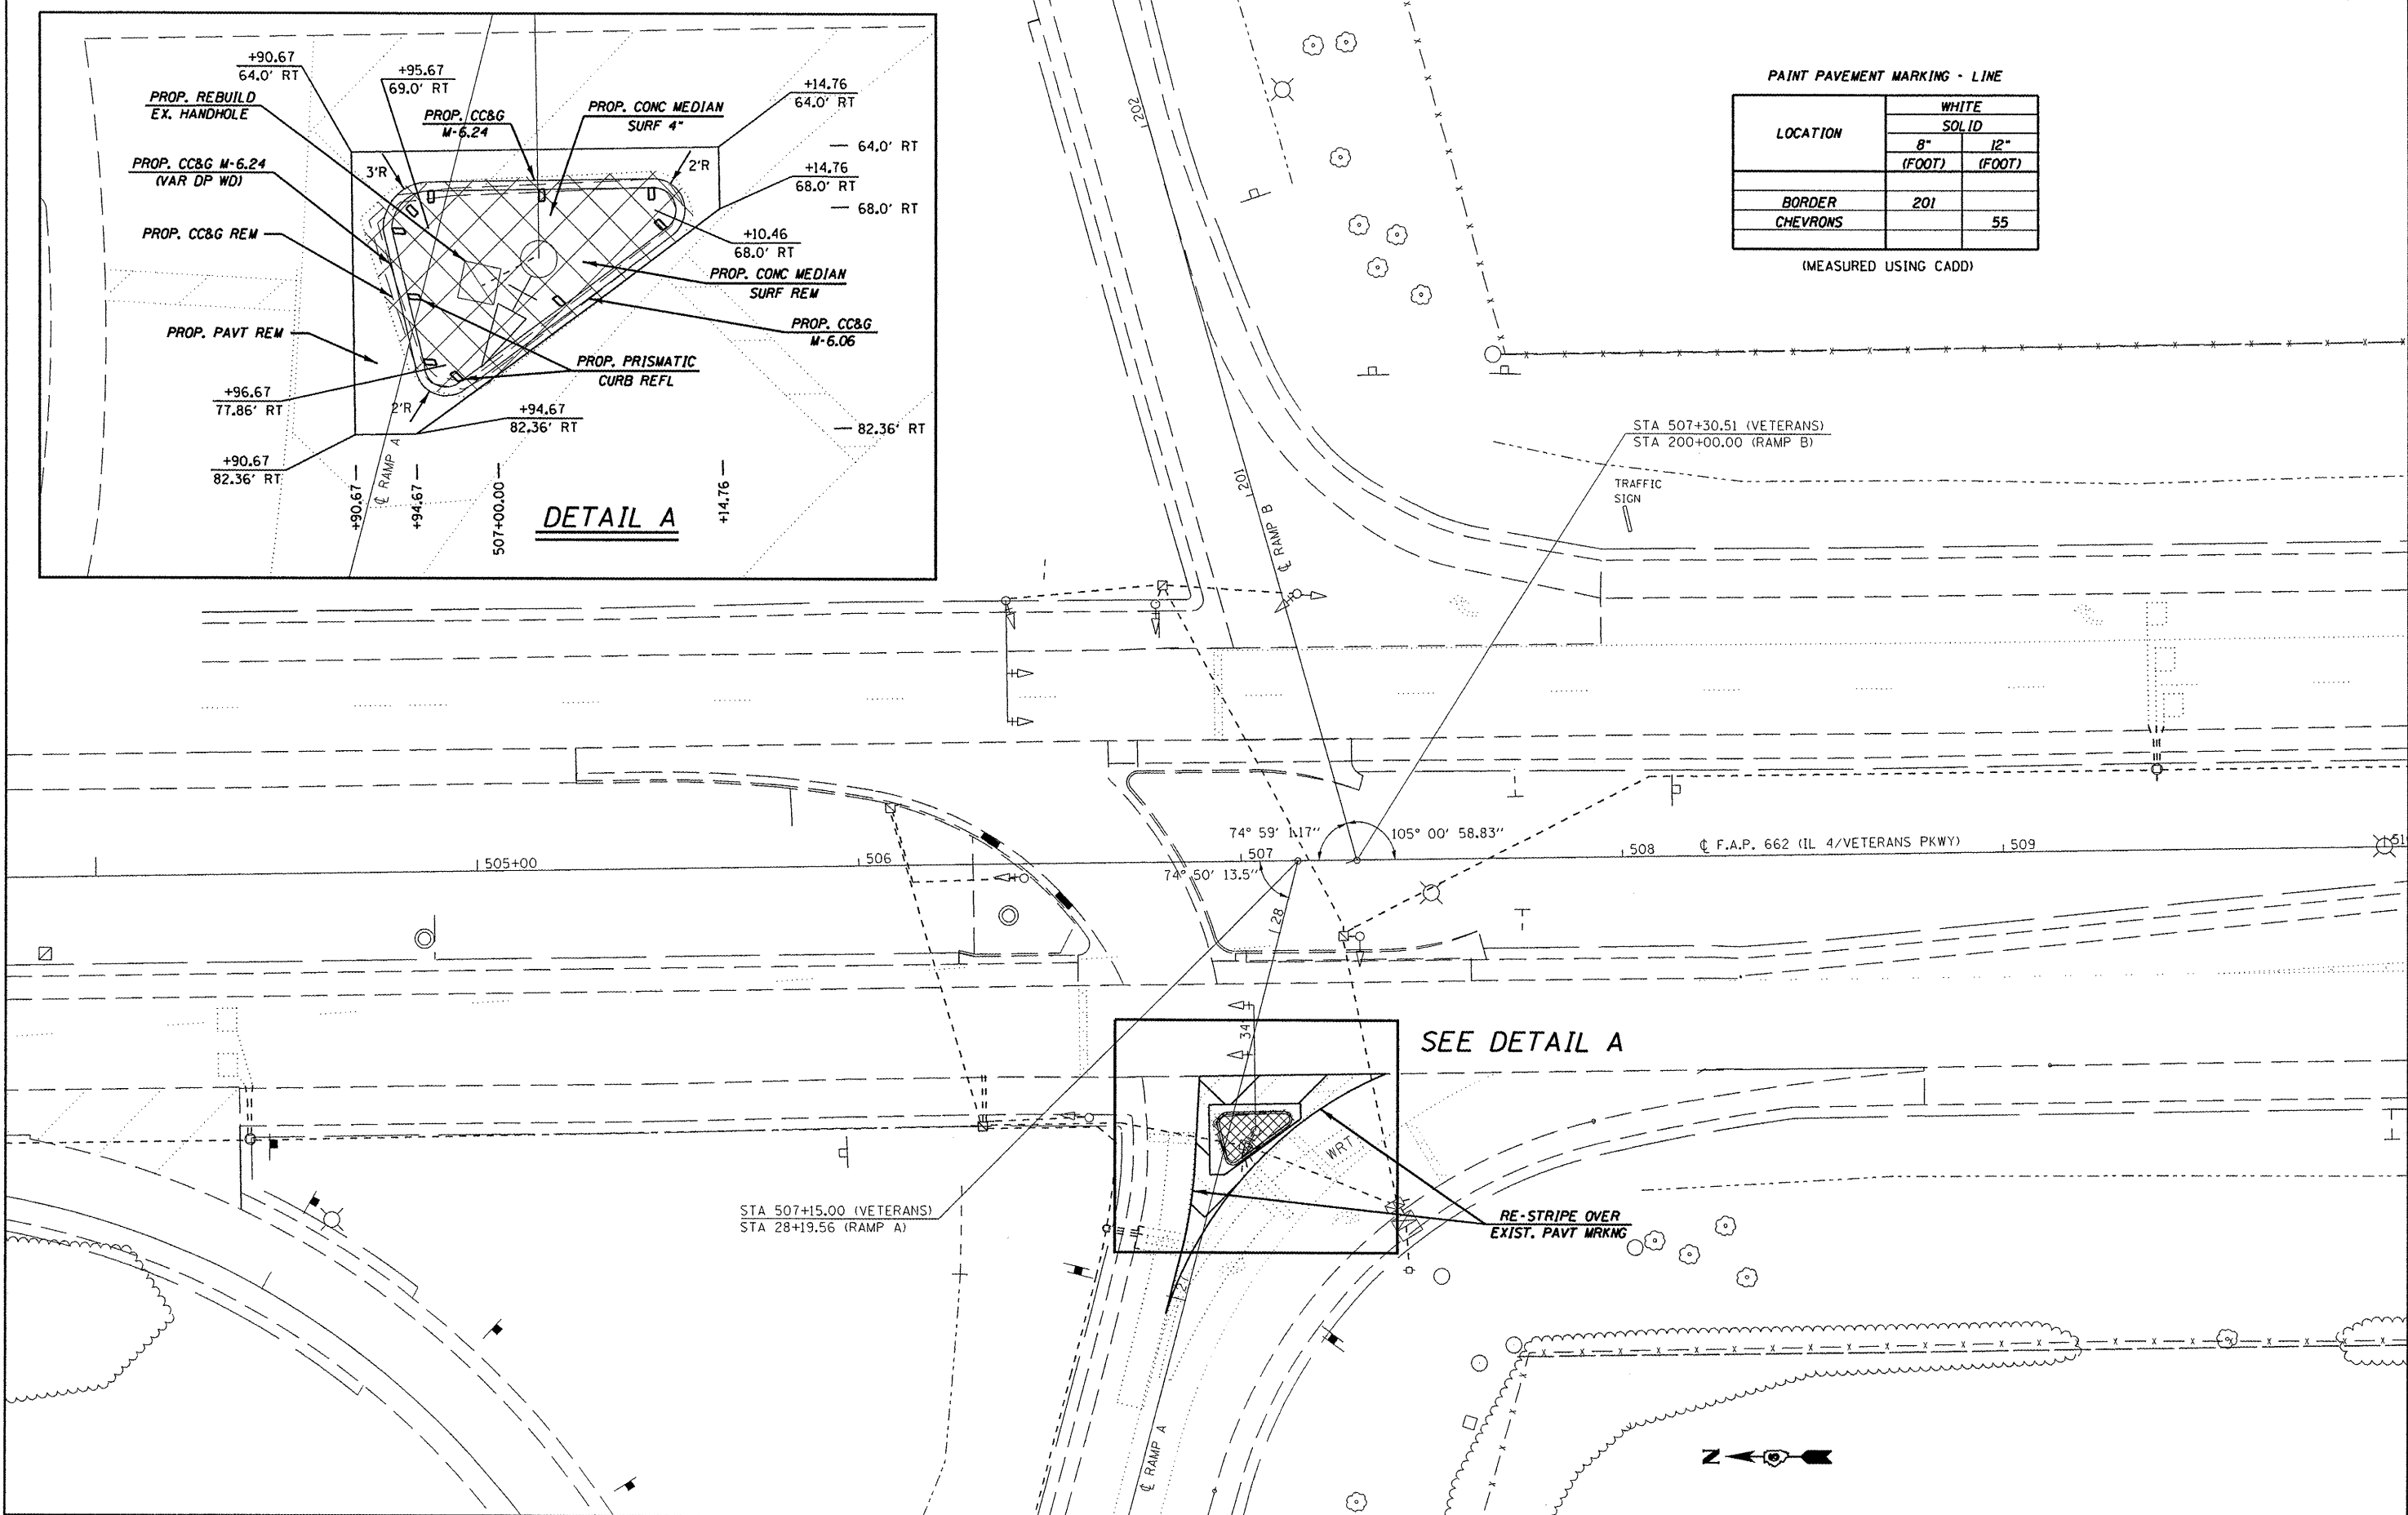 +90.67
64.0' RT
+95.67
69.0' RT
PROP. REBUILD
EX. HANDHOLE
PROP. CC&G
M-6.24
PROP. CONC MEDIAN
SURF 4"
+14.76
64.0' RT
64.0' RT
PROP. CC&G M-6.24
(VAR DP WD)
3'R
2'R
+14.76
68.0' RT
68.0' RT
PROP. CC&G REM
+10.46
68.0' RT
PROP. CONC MEDIAN
SURF REM
PROP. PAVT REM
PROP. CC&G
M-6.06
PROP. PRISMATIC
CURB REFL
+96.67
77.86' RT
2'R
+94.67
82.36' RT
82.36' RT
+90.67
82.36' RT
+90.67
℄ RAMP A
+94.67
507+00.00
+14.76
DETAIL A
PAINT PAVEMENT MARKING - LINE
LOCATION
WHITE
SOLID
8" 12"
(FOOT) (FOOT)
BORDER 201
CHEVRONS 55
(MEASURED USING CADD)
202
201
℄ RAMP B
STA 507+30.51 (VETERANS)
STA 200+00.00 (RAMP B)
TRAFFIC
SIGN
74° 59' 1.17"
105° 00' 58.83"
505+00
506
507
508
℄ F.A.P. 662 (IL 4/VETERANS PKWY)
509
74° 50' 13.5"
28
34'
SEE DETAIL A
WRT
STA 507+15.00 (VETERANS)
STA 28+19.56 (RAMP A)
RE-STRIPE OVER
EXIST. PAVT MRKNG
27
℄ RAMP A
N